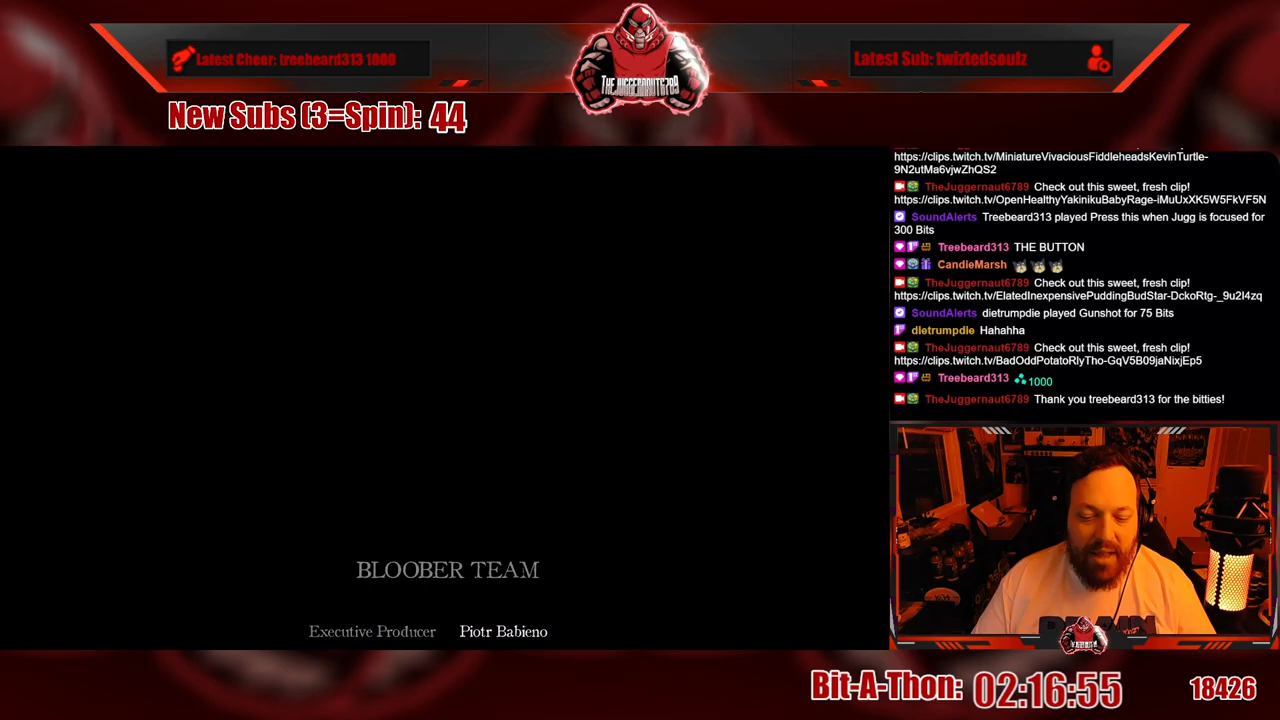 Latest Cheer: treebeard313 1000
THEJUGGERNAUT6789
Latest Sub: twiztedsoulz
New Subs (3=Spin): 44
https://clips.twitch.tv/MiniatureVivaciousFiddleheadsKevinTurtle-
9N2utMa6vjwZhQS2
TheJuggernaut6789 Check out this sweet, fresh clip!
https://clips.twitch.tv/OpenHealthyYakinikuBabyRage-iMuUxXK5W5FkVF5N
SoundAlerts Treebeard313 played Press this when Jugg is focused for
300 Bits
Treebeard313 THE BUTTON
CandieMarsh
TheJuggernaut6789 Check out this sweet, fresh clip!
https://clips.twitch.tv/ElatedInexpensivePuddingBudStar-DckoRtg-_9u2I4zq
SoundAlerts dietrumpdie played Gunshot for 75 Bits
dietrumpdie Hahahha
TheJuggernaut6789 Check out this sweet, fresh clip!
https://clips.twitch.tv/BadOddPotatoRlyTho-GqV5B09jaNixjEp5
Treebeard313 1000
TheJuggernaut6789 Thank you treebeard313 for the bitties!
BLOOBER TEAM
Executive Producer Piotr Babieno
Bit-A-Thon: 02:16:55 18426